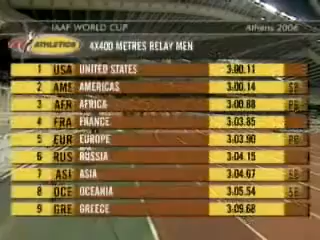 IAAF WORLD CUP Athens 2006
ATHLETICS 4X400 METRES RELAY MEN
1 USA UNITED STATES 3:00.11
2 AME AMERICAS 3:00.14 SB
3 AFR AFRICA 3:00.88
4 FRA FRANCE 3:03.85
5 EUR EUROPE 3:03.90
6 RUS RUSSIA 3:04.15
7 ASI ASIA 3:04.67 SB
8 OCE OCEANIA 3:05.54 SB
9 GRE GREECE 3:09.68